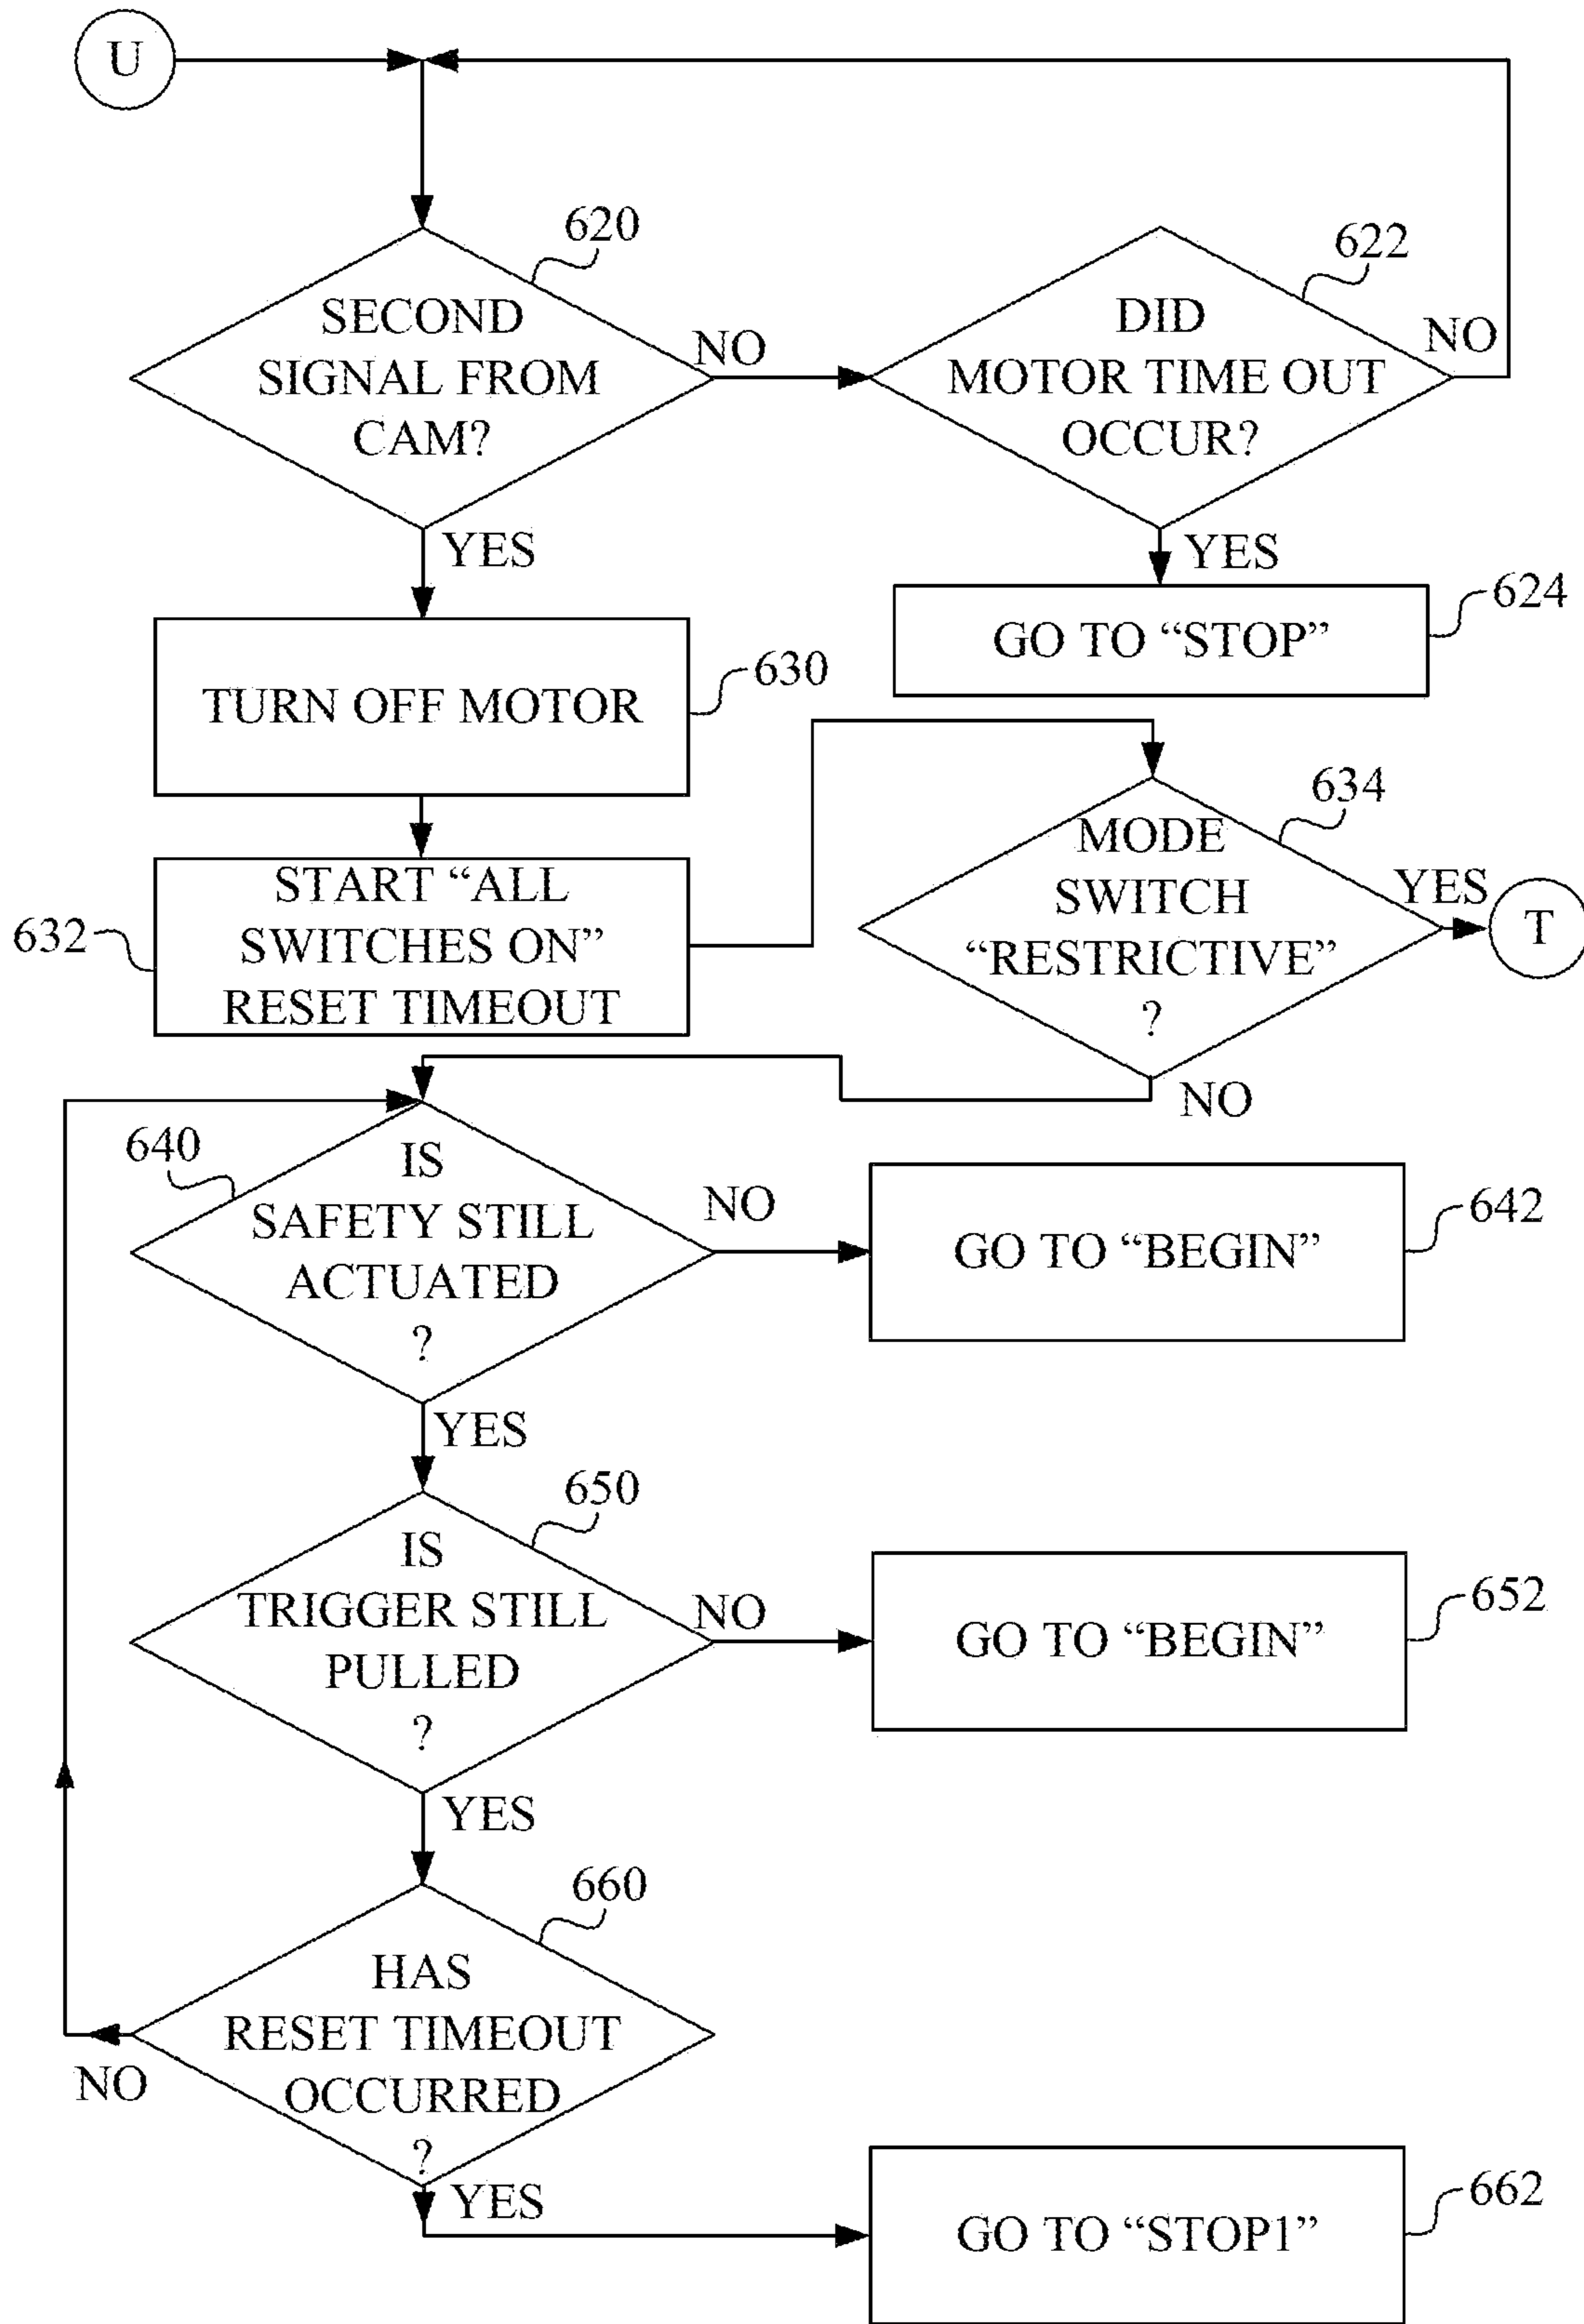 U
620
SECOND
SIGNAL FROM
CAM?
NO
622
DID
MOTOR TIME OUT
OCCUR?
NO
YES
YES
GO TO “STOP”
624
TURN OFF MOTOR
630
634
MODE
SWITCH
“RESTRICTIVE”
?
YES
T
632
START “ALL
SWITCHES ON”
RESET TIMEOUT
NO
640
IS
SAFETY STILL
ACTUATED
?
NO
GO TO “BEGIN”
642
YES
650
IS
TRIGGER STILL
PULLED
?
NO
GO TO “BEGIN”
652
YES
660
HAS
RESET TIMEOUT
OCCURRED
?
NO
YES
GO TO “STOP1”
662